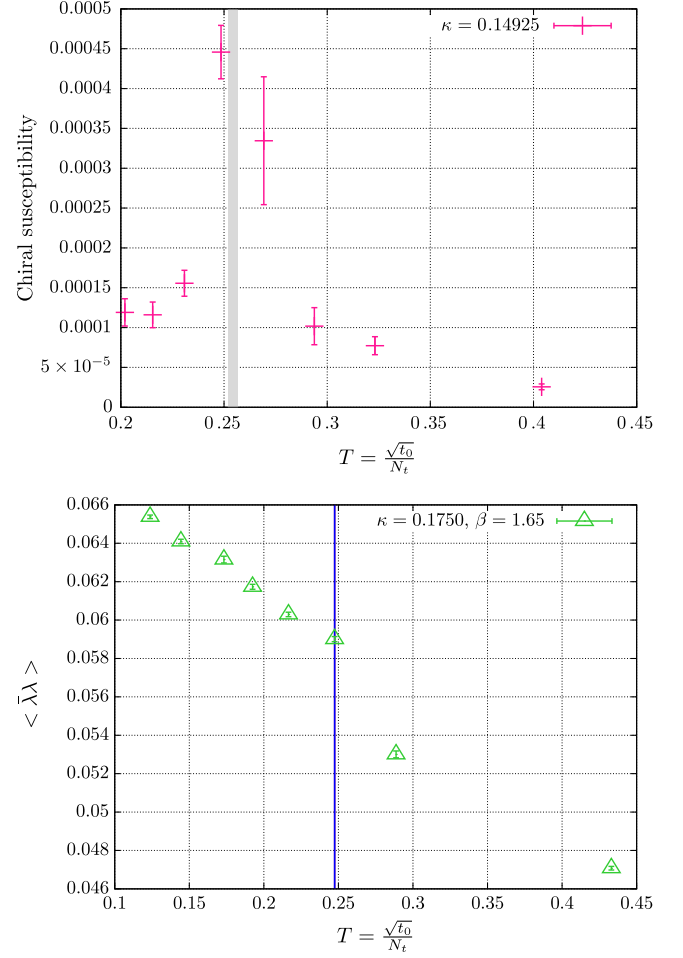 0.0005
κ = 0.14925
0.00045
0.0004
0.00035
0.0003
0.00025
0.0002
0.00015
0.0001
5 × 10⁻⁵
0
Chiral susceptibility
0.2 0.25 0.3 0.35 0.4 0.45
T = √t₀/Nₜ
0.066
κ = 0.1750, β = 1.65
0.064
0.062
0.06
0.058
0.056
0.054
0.052
0.05
0.048
0.046
< λ̄λ >
0.1 0.15 0.2 0.25 0.3 0.35 0.4 0.45
T = √t₀/Nₜ